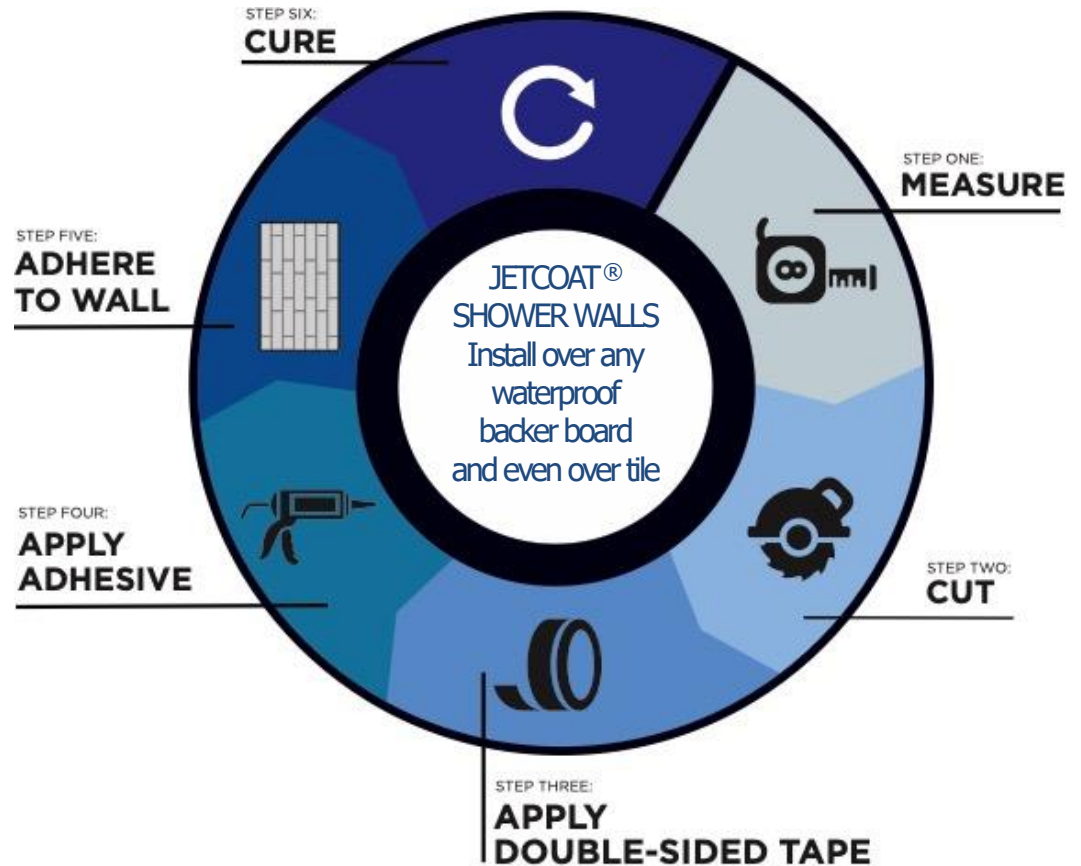 STEP SIX:
CURE
STEP ONE:
MEASURE
STEP FIVE:
ADHERE
TO WALL
JETCOAT®
SHOWER WALLS
Install over any
waterproof
backer board
and even over tile
STEP FOUR:
APPLY
ADHESIVE
STEP TWO:
CUT
STEP THREE:
APPLY
DOUBLE-SIDED TAPE